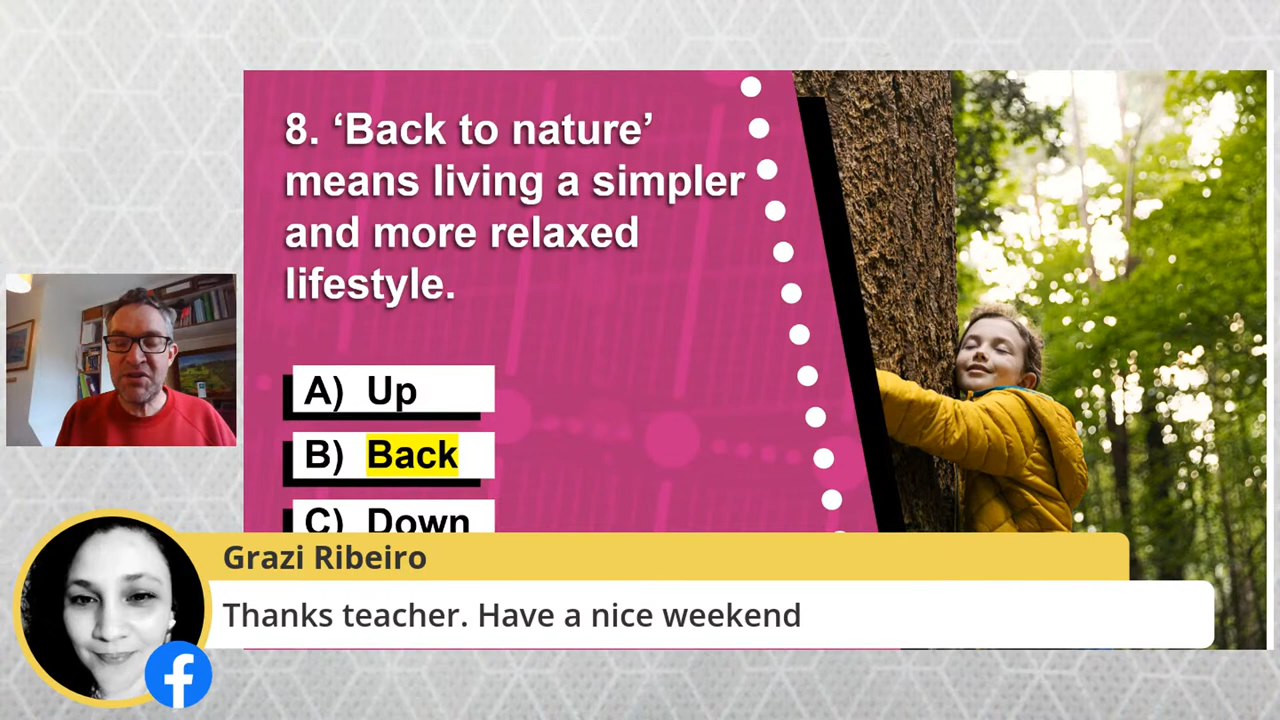 8. ‘Back to nature’
means living a simpler
and more relaxed
lifestyle.
A) Up
B) Back
C) Down
Grazi Ribeiro
Thanks teacher. Have a nice weekend